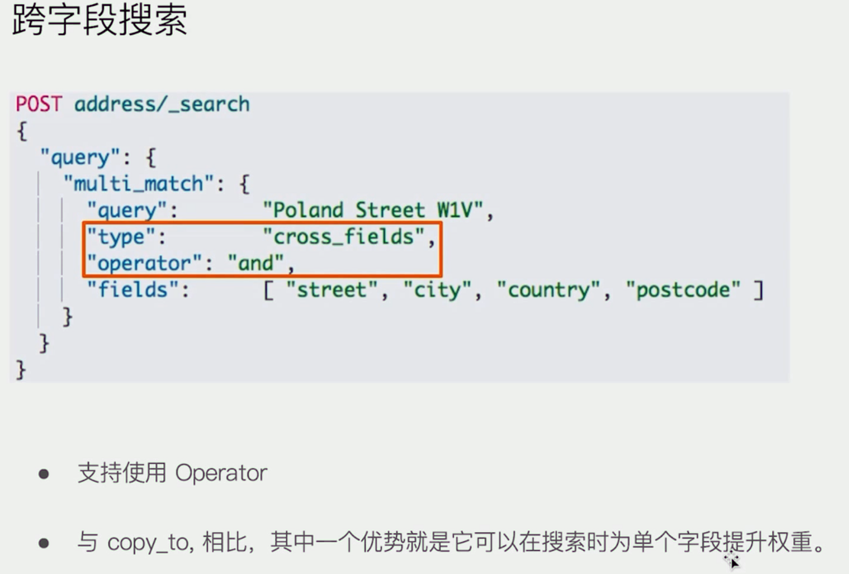 跨字段搜索
POST address/_search
{
"query": {
"multi_match": {
"query": "Poland Street W1V",
"type": "cross_fields",
"operator": "and",
"fields": [ "street", "city", "country", "postcode" ]
}
}
}
● 支持使用 Operator
● 与 copy_to, 相比，其中一个优势就是它可以在搜索时为单个字段提升权重。